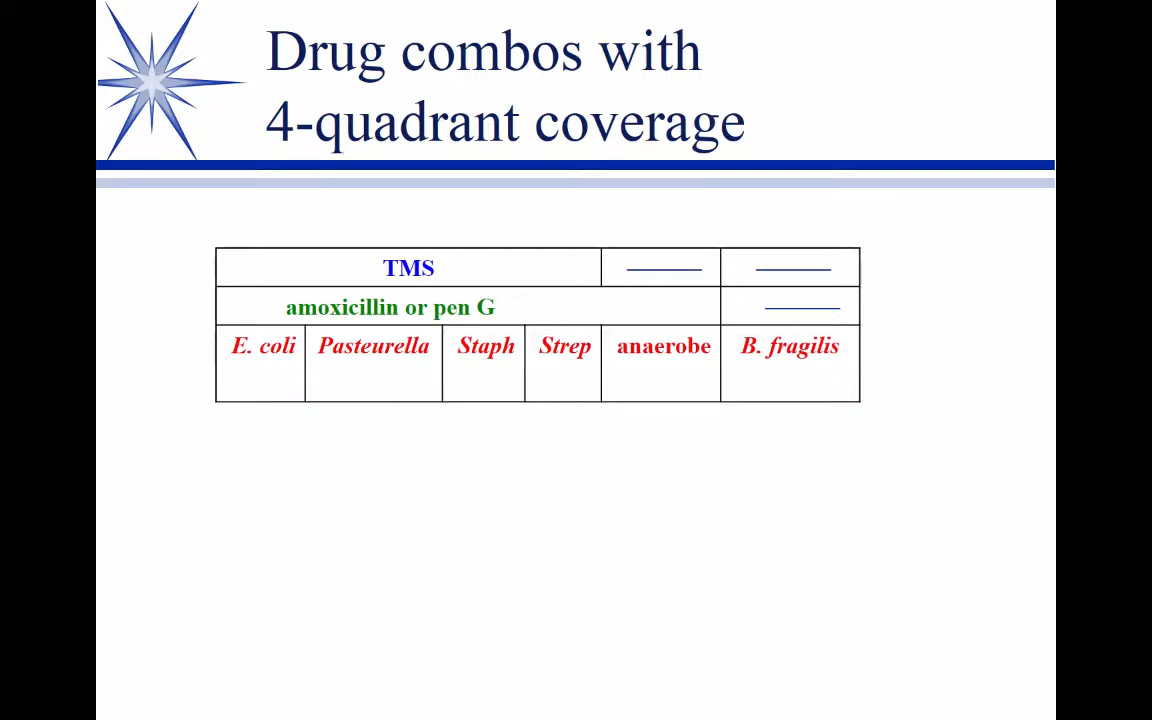 Drug combos with
4-quadrant coverage
TMS
amoxicillin or pen G
E. coli Pasteurella Staph Strep anaerobe B. fragilis